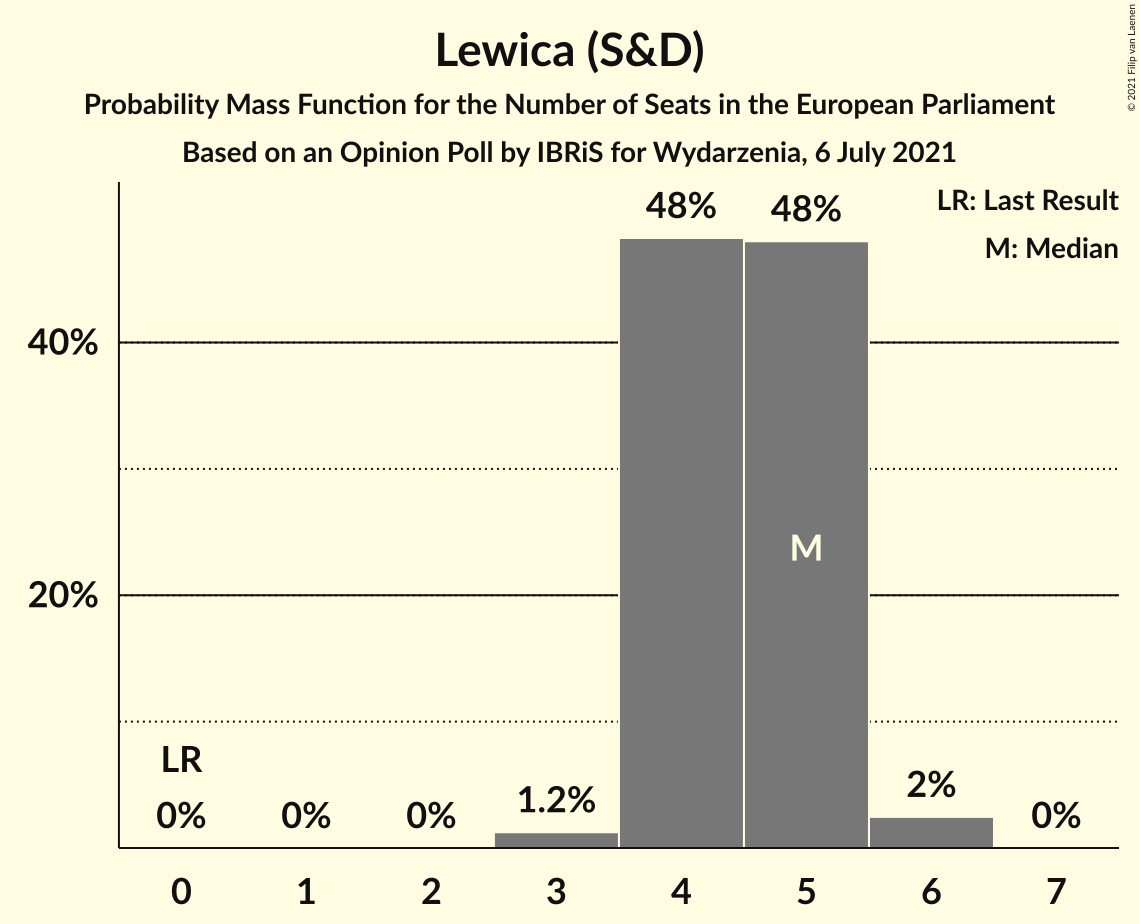 Lewica (S&D)
Probability Mass Function for the Number of Seats in the European Parliament
Based on an Opinion Poll by IBRiS for Wydarzenia, 6 July 2021
© 2021 Filip van Laenen
LR: Last Result
M: Median
48% 48%
40%
M
20%
LR
0% 0% 0% 1.2% 2% 0%
0 1 2 3 4 5 6 7